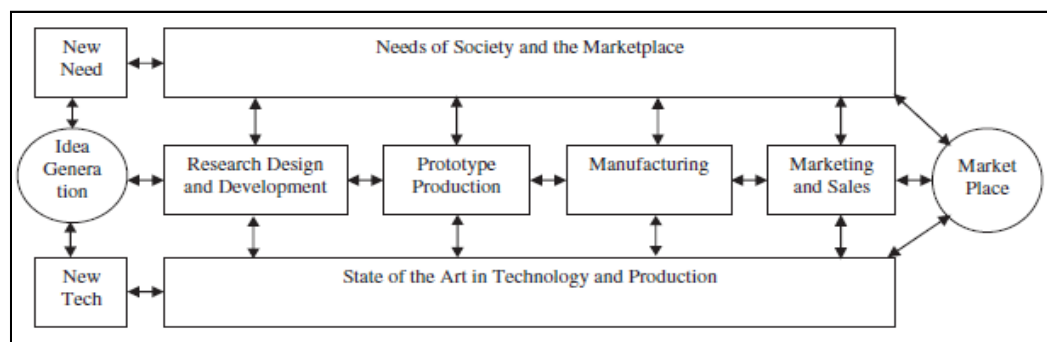 New
Need
Needs of Society and the Marketplace
Idea
Genera
tion
Research Design
and Development
Prototype
Production
Manufacturing
Marketing
and Sales
Market
Place
New
Tech
State of the Art in Technology and Production